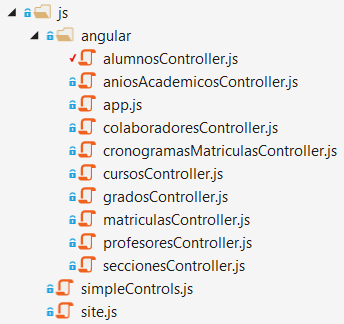 js
angular
alumnosController.js
aniosAcademicosController.js
app.js
colaboradoresController.js
cronogramasMatriculasController.js
cursosController.js
gradosController.js
matriculasController.js
profesoresController.js
seccionesController.js
simpleControls.js
site.js